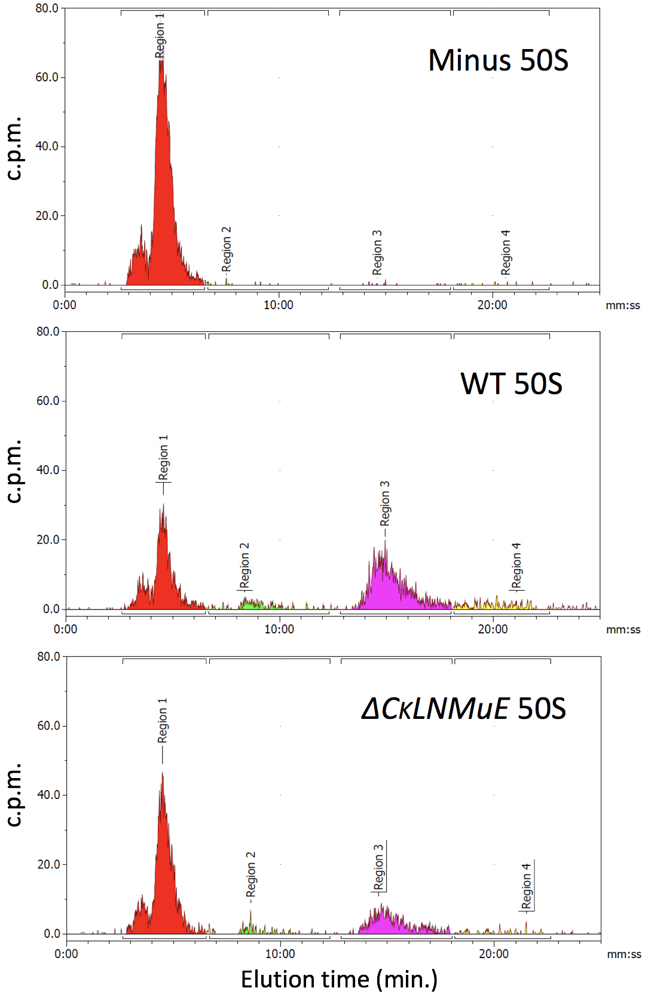 80.0
Region 1
Minus 50S
60.0
c.p.m.
40.0
20.0
Region 2
Region 3
Region 4
0.0
0:00
10:00
20:00
mm:ss
80.0
WT 50S
60.0
Region 1
c.p.m.
40.0
Region 3
20.0
Region 2
Region 4
0.0
0:00
10:00
20:00
mm:ss
80.0
Region 1
ΔCKLNMuE 50S
60.0
c.p.m.
40.0
Region 3
20.0
Region 2
Region 4
0.0
0:00
10:00
20:00
mm:ss
Elution time (min.)